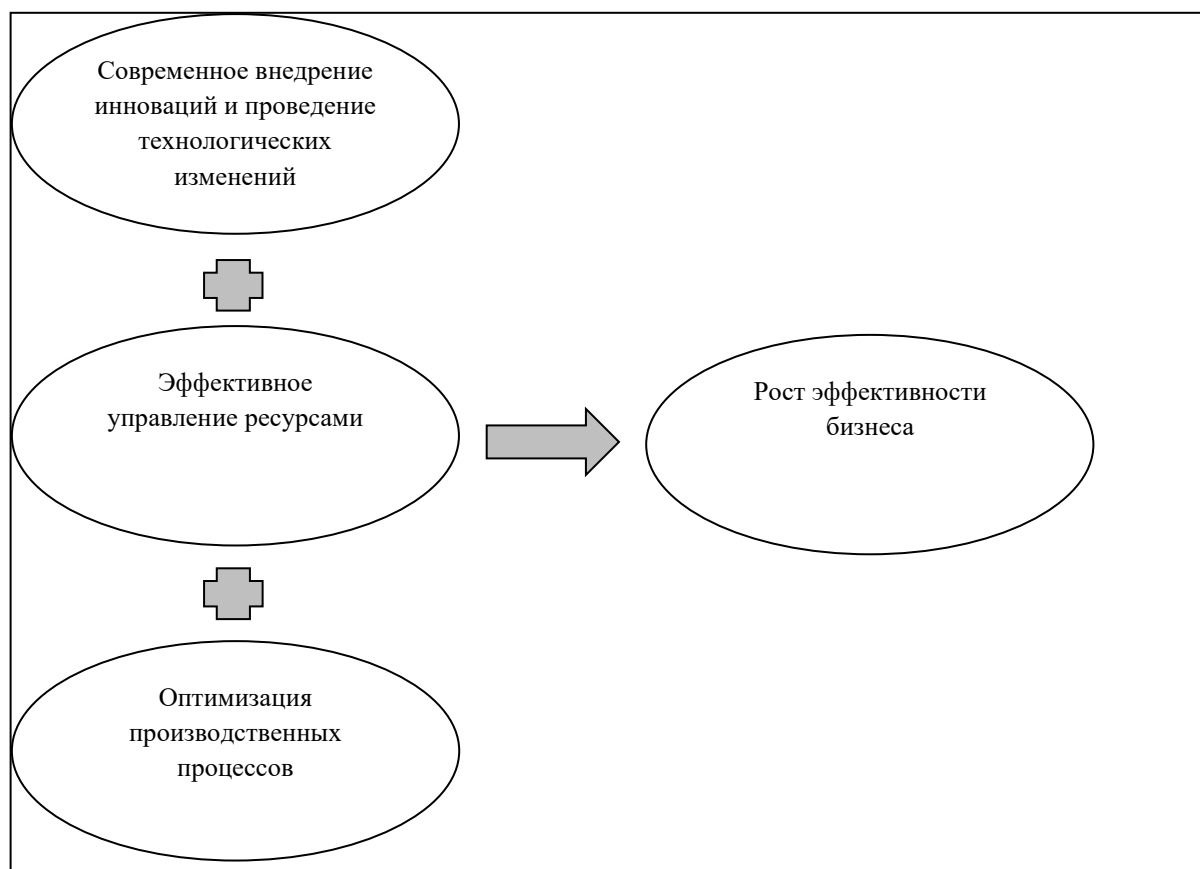 Современное внедрение
инноваций и проведение
технологических
изменений
Эффективное
управление ресурсами
Рост эффективности
бизнеса
Оптимизация
производственных
процессов